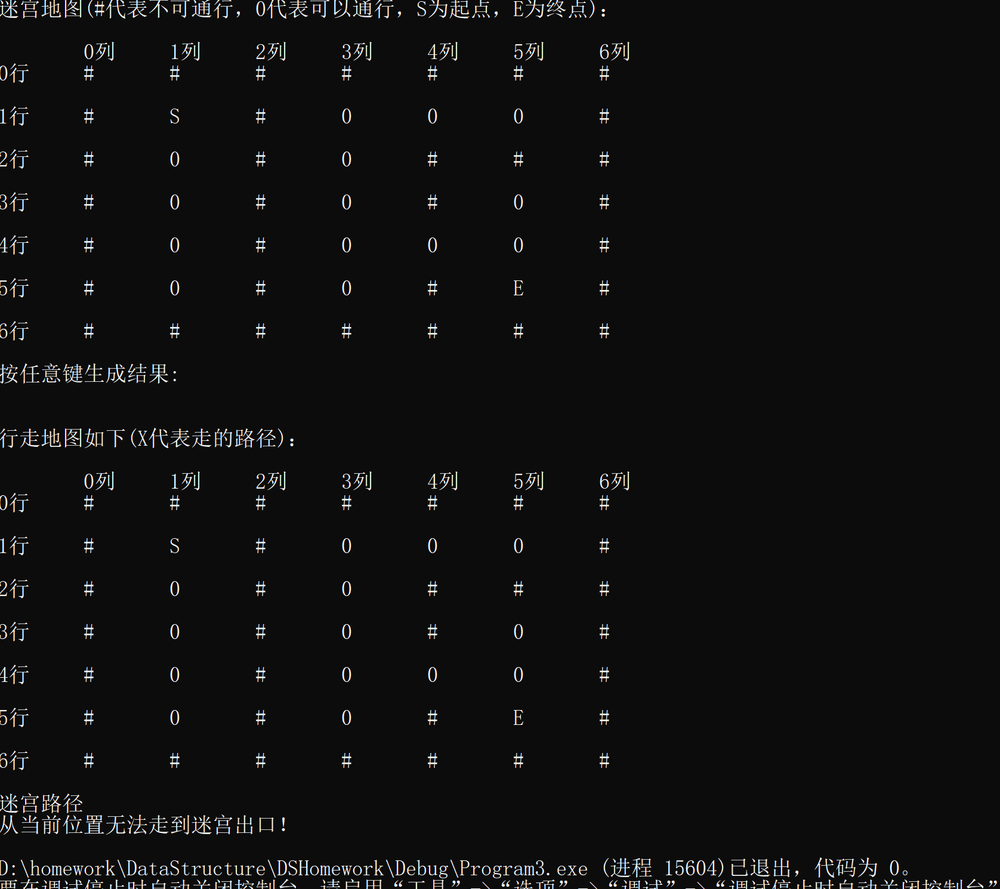 迷宫地图(#代表不可通行，0代表可以通行，S为起点，E为终点)：
0列 1列 2列 3列 4列 5列 6列
0行 # # # # # # #
1行 # S # 0 0 0 #
2行 # 0 # 0 # # #
3行 # 0 # 0 # 0 #
4行 # 0 # 0 0 0 #
5行 # 0 # 0 # E #
6行 # # # # # # #
按任意键生成结果:
行走地图如下(X代表走的路径)：
0列 1列 2列 3列 4列 5列 6列
0行 # # # # # # #
1行 # S # 0 0 0 #
2行 # 0 # 0 # # #
3行 # 0 # 0 # 0 #
4行 # 0 # 0 0 0 #
5行 # 0 # 0 # E #
6行 # # # # # # #
迷宫路径
从当前位置无法走到迷宫出口！
D:\homework\DataStructure\DSHomework\Debug\Program3.exe (进程 15604)已退出，代码为 0。
要在调试停止时自动关闭控制台，请启用“工具”->“选项”->“调试”->“调试停止时自动关闭控制台”